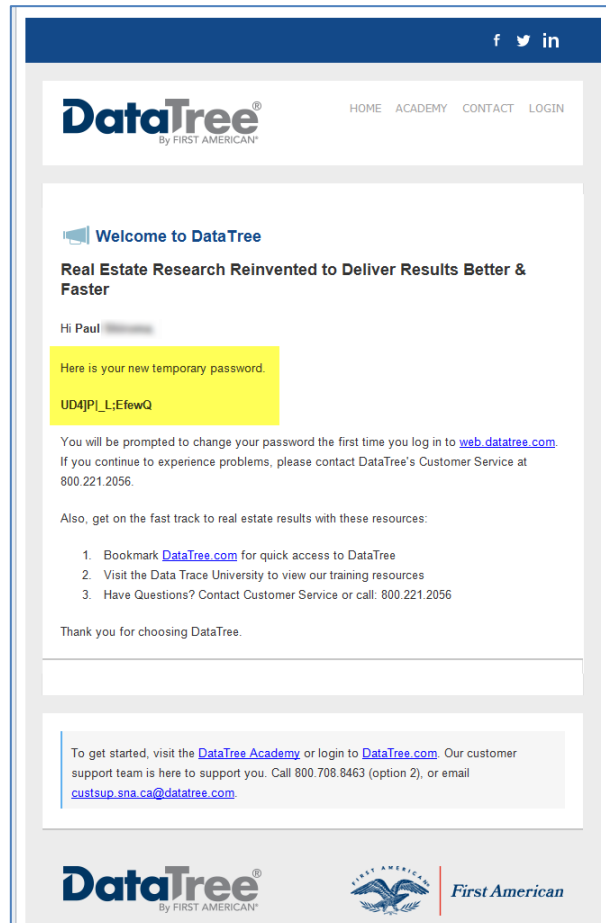 f in
DataTree®
By FIRST AMERICAN®
HOME ACADEMY CONTACT LOGIN
Welcome to DataTree
Real Estate Research Reinvented to Deliver Results Better &
Faster
Hi Paul
Here is your new temporary password.
UD4]P|_L;EfewQ
You will be prompted to change your password the first time you log in to web.datatree.com.
If you continue to experience problems, please contact DataTree's Customer Service at
800.221.2056.
Also, get on the fast track to real estate results with these resources:
1. Bookmark DataTree.com for quick access to DataTree
2. Visit the Data Trace University to view our training resources
3. Have Questions? Contact Customer Service or call: 800.221.2056
Thank you for choosing DataTree.
To get started, visit the DataTree Academy or login to DataTree.com. Our customer
support team is here to support you. Call 800.708.8463 (option 2), or email
custsup.sna.ca@datatree.com.
DataTree®
By FIRST AMERICAN®
FIRST AMERICAN
First American